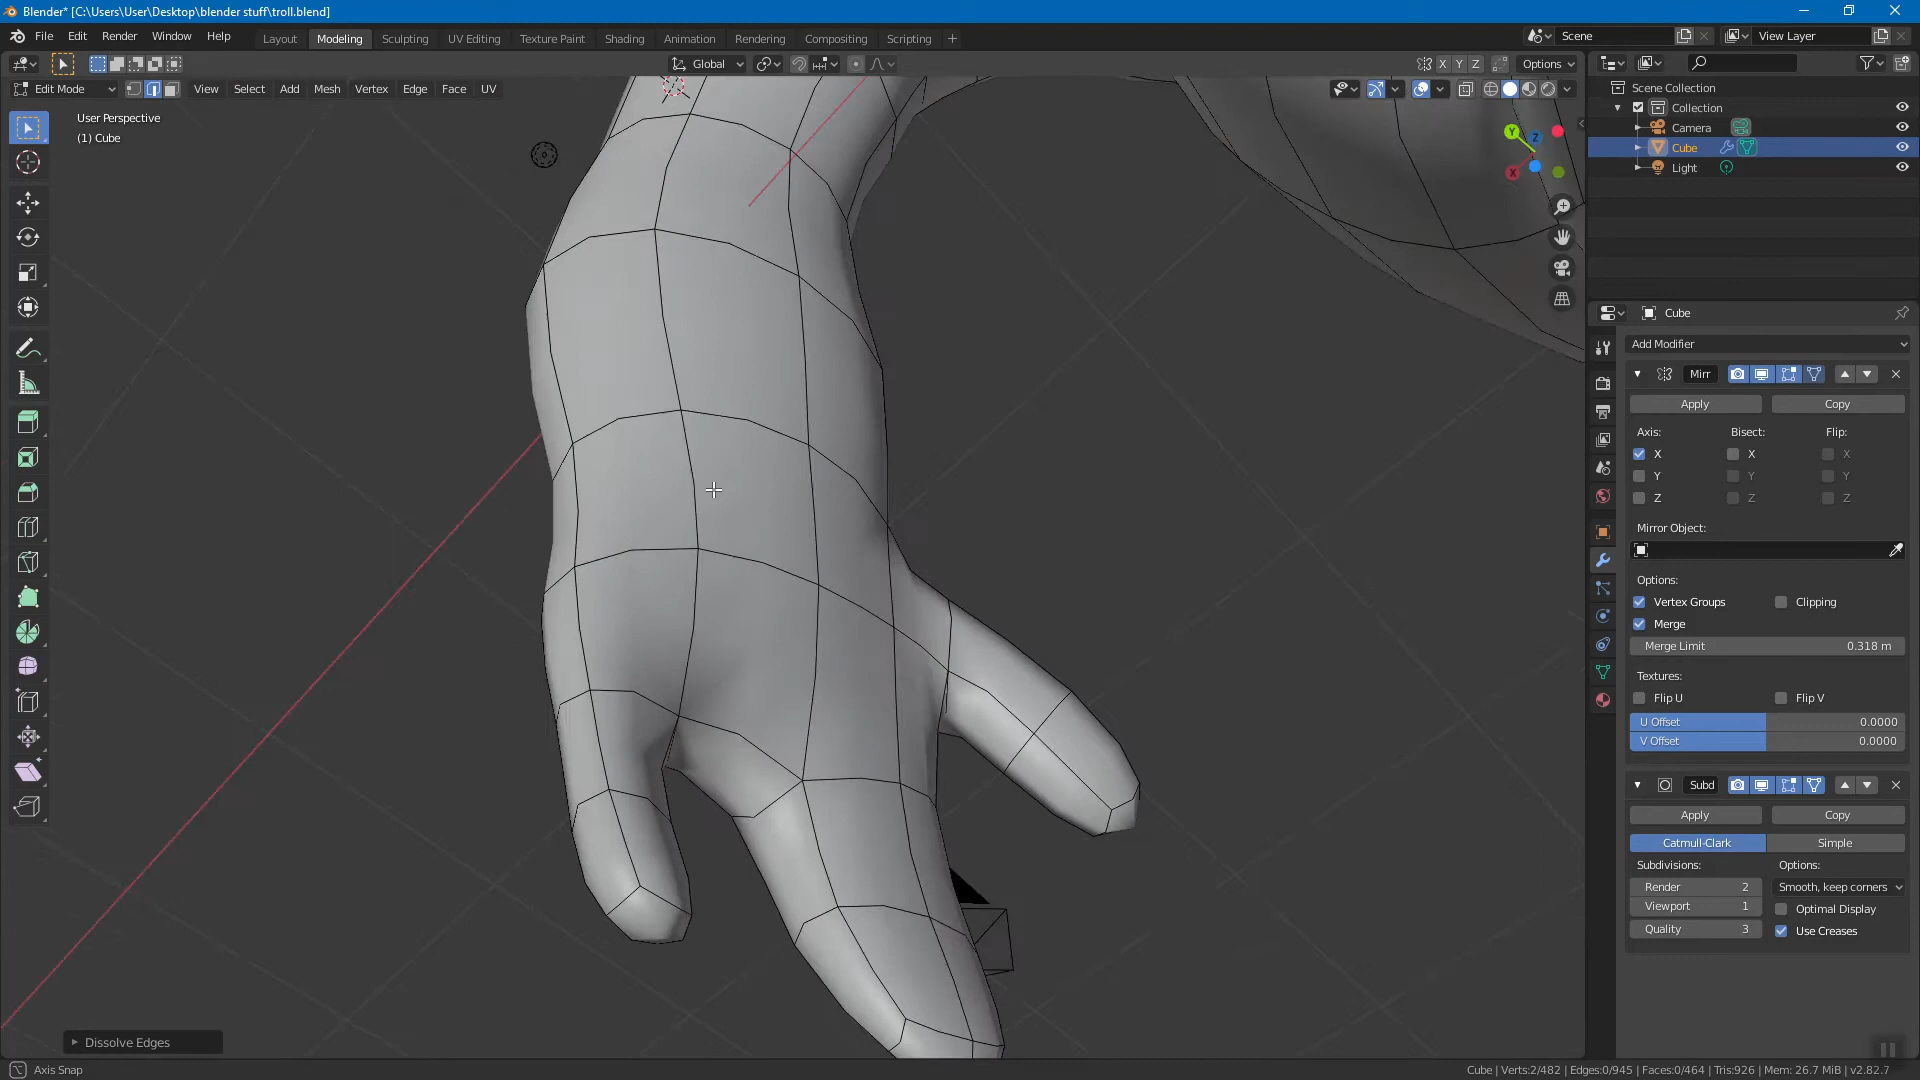 Blender* [C:\Users\User\Desktop\blender stuff\troll.blend]
File Edit Render Window Help
Layout Modeling Sculpting UV Editing Texture Paint Shading Animation Rendering Compositing Scripting +
Scene
View Layer
Global
X Y Z
Options
Edit Mode
View Select Add Mesh Vertex Edge Face UV
User Perspective
(1) Cube
Y
Z
X
Scene Collection
Collection
Camera
Cube
Light
Cube
Add Modifier
Mirr
Apply
Copy
Axis: Bisect: Flip:
X X X
Y Y Y
Z Z Z
Mirror Object:
Options:
Vertex Groups
Clipping
Merge
Merge Limit 0.318 m
Textures:
Flip U
Flip V
U Offset 0.0000
V Offset 0.0000
Subd
Apply
Copy
Catmull-Clark
Simple
Subdivisions: Options:
Render 2
Smooth, keep corners
Viewport 1
Optimal Display
Quality 3
Use Creases
Dissolve Edges
Axis Snap
Cube | Verts:2/482 | Edges:0/945 | Faces:0/464 | Tris:926 | Mem: 26.7 MiB | v2.82.7